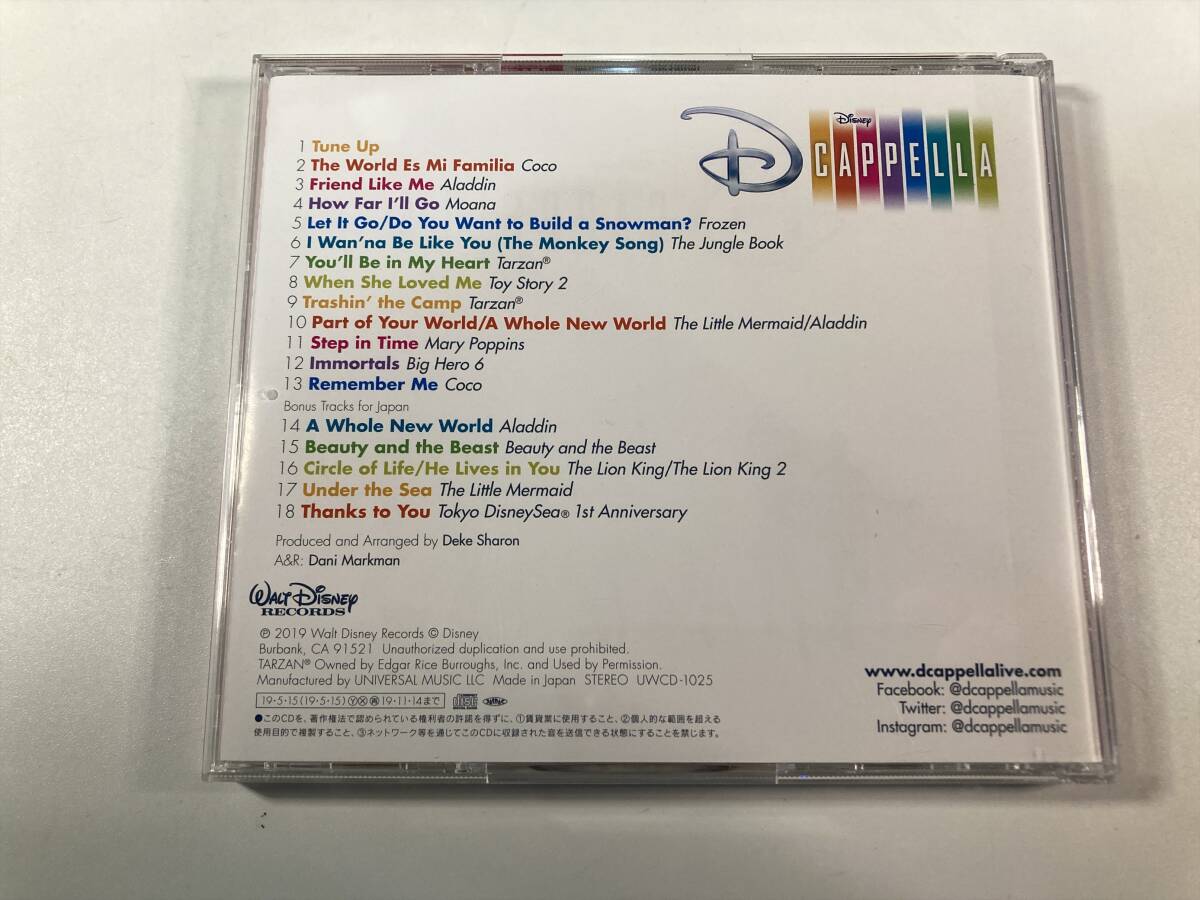 D
Disney
CAPPELLA
1 Tune Up
2 The World Es Mi Familia Coco
3 Friend Like Me Aladdin
4 How Far I'll Go Moana
5 Let It Go/Do You Want to Build a Snowman? Frozen
6 I Wan'na Be Like You (The Monkey Song) The Jungle Book
7 You'll Be in My Heart Tarzan®
8 When She Loved Me Toy Story 2
9 Trashin' the Camp Tarzan®
10 Part of Your World/A Whole New World The Little Mermaid/Aladdin
11 Step in Time Mary Poppins
12 Immortals Big Hero 6
13 Remember Me Coco
Bonus Tracks for Japan
14 A Whole New World Aladdin
15 Beauty and the Beast Beauty and the Beast
16 Circle of Life/He Lives in You The Lion King/The Lion King 2
17 Under the Sea The Little Mermaid
18 Thanks to You Tokyo DisneySea® 1st Anniversary
Produced and Arranged by Deke Sharon
A&R: Dani Markman
WALT DISNEY
RECORDS
℗ 2019 Walt Disney Records © Disney
Burbank, CA 91521 Unauthorized duplication and use prohibited.
TARZAN® Owned by Edgar Rice Burroughs, Inc. and Used by Permission.
Manufactured by UNIVERSAL MUSIC LLC Made in Japan STEREO UWCD-1025
19・5・15 (19・5・15) Ⓨ Ⓧ 19・11・14まで
●このCDを、著作権法で認められている権利者の許諾を得ずに、①賃貸業に使用すること、②個人的な範囲を超える
使用目的で複製すること、③ネットワーク等を通じてこのCDに収録された音を送信できる状態にすることを禁じます。
www.dcappellalive.com
Facebook: @dcappellamusic
Twitter: @dcappellamusic
Instagram: @dcappellamusic